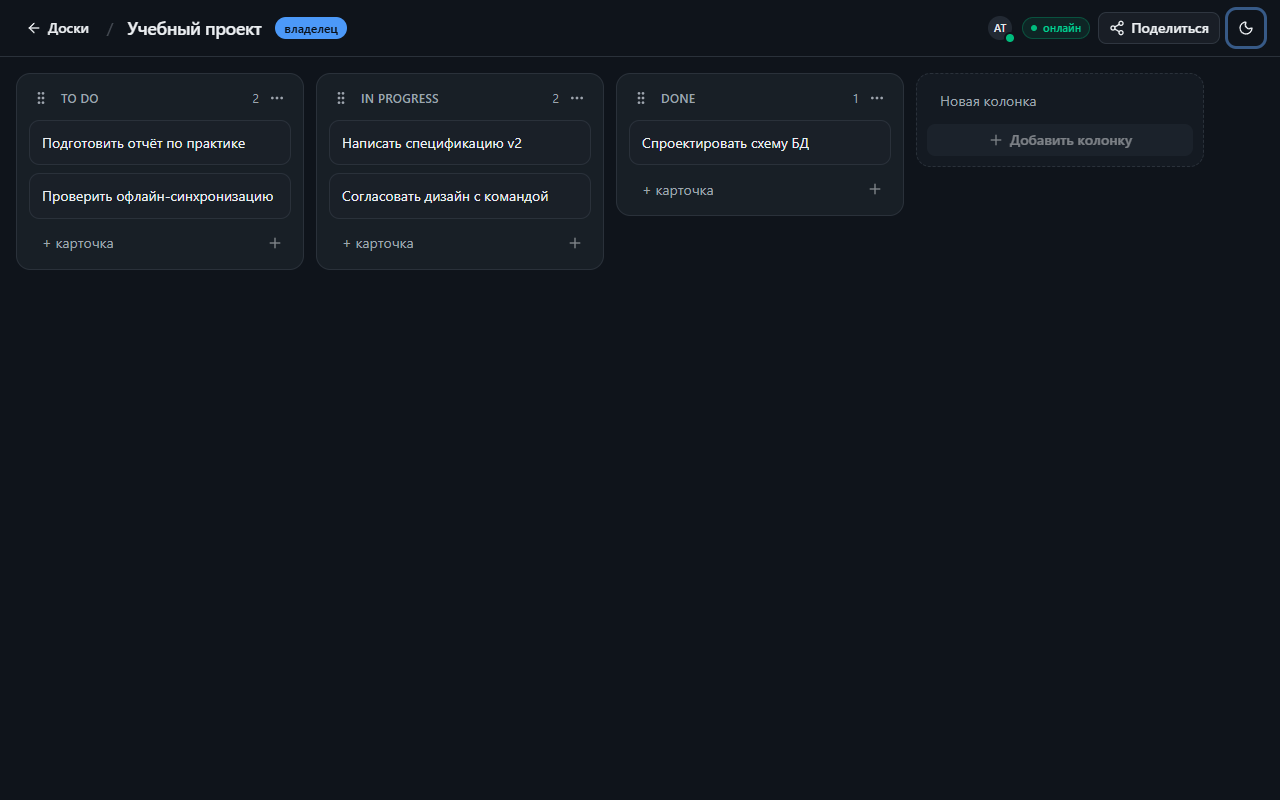 Доски / Учебный проект владелец AT онлайн Поделиться
TO DO 2
Подготовить отчёт по практике
Проверить офлайн-синхронизацию
+ карточка
IN PROGRESS 2
Написать спецификацию v2
Согласовать дизайн с командой
+ карточка
DONE 1
Спроектировать схему БД
+ карточка
Новая колонка
Добавить колонку